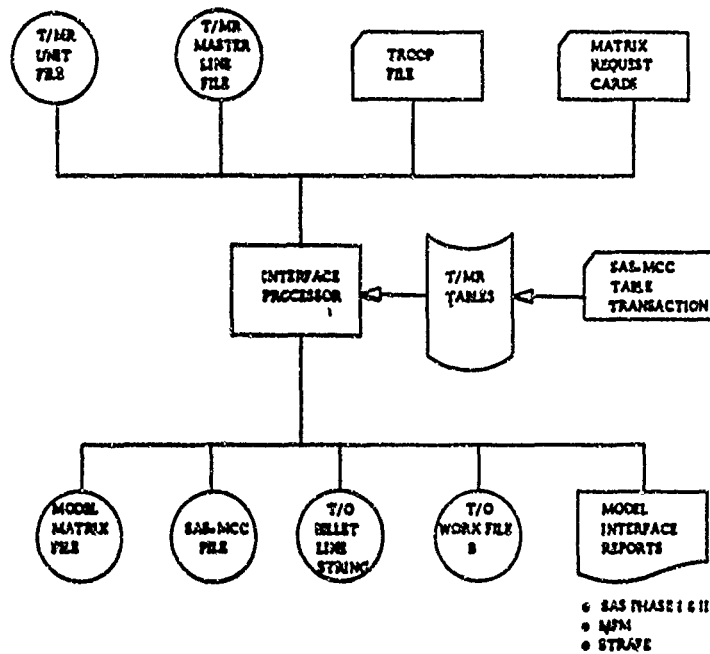 T/MR
UNIT
FILE
T/MR
MASTER
LINE
FILE
TROOP
FILE
MATRIX
REQUEST
CARDS
INTERFACE
PROCESSOR
T/MR
TABLES
SAS-MCC
TABLE
TRANSACTION
MODEL
MATRIX
FILE
SAS-MCC
FILE
T/O
BILLET
LINE
STRING
T/O
WORK FILE
B
MODEL
INTERFACE
REPORTS
• SAS PHASE I & II
• MPM
• STRAFE